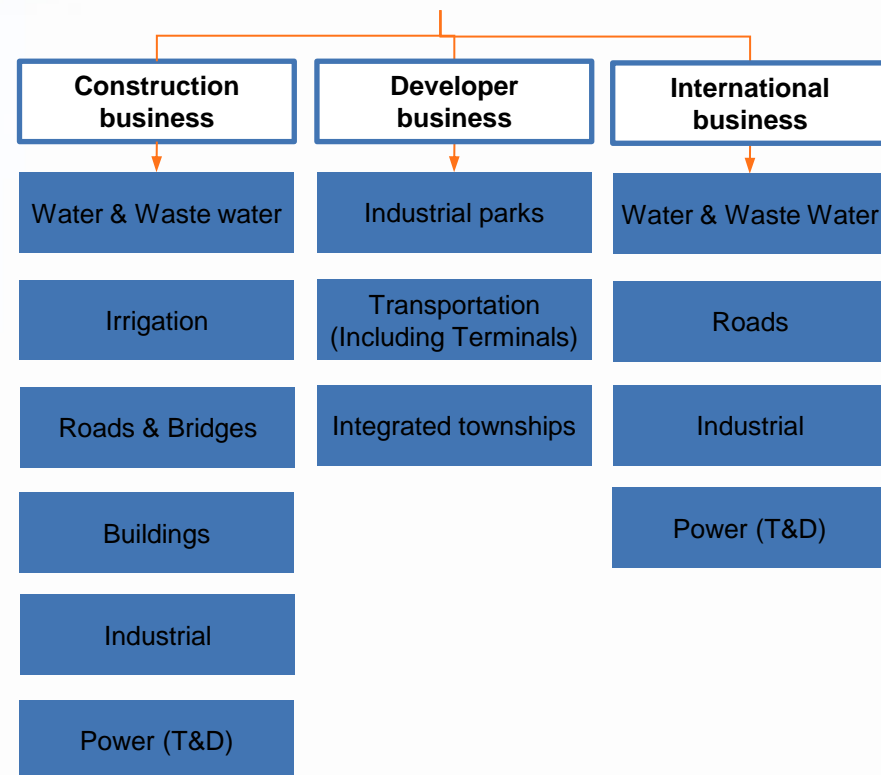 Construction
business
Water & Waste water
Irrigation
Roads & Bridges
Buildings
Industrial
Power (T&D)
Developer
business
Industrial parks
Transportation
(Including Terminals)
Integrated townships
International
business
Water & Waste Water
Roads
Industrial
Power (T&D)